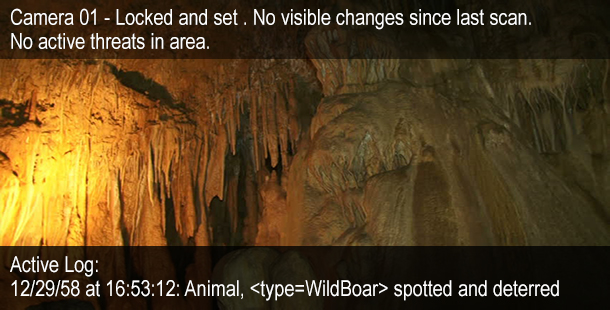 Camera 01 - Locked and set . No visible changes since last scan.
No active threats in area.
Active Log:
12/29/58 at 16:53:12: Animal, <type=WildBoar> spotted and deterred